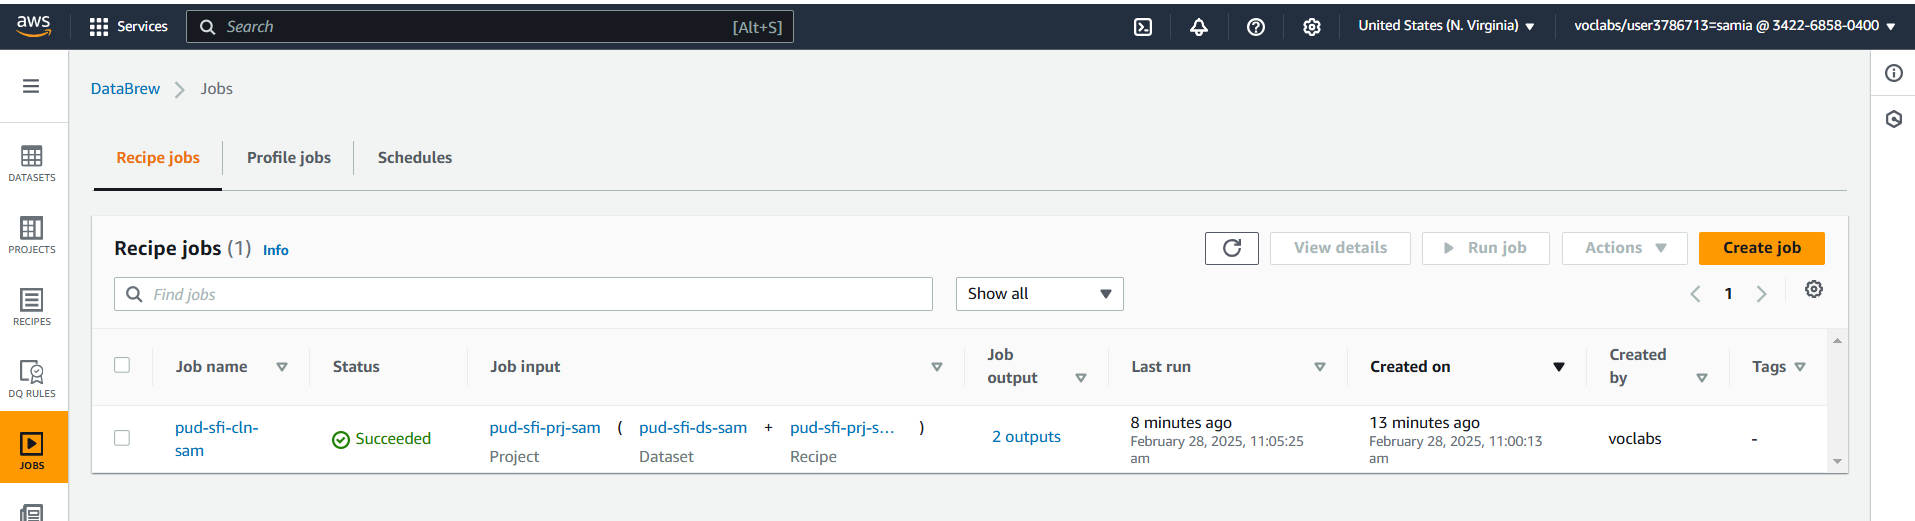 aws
Services
Search
[Alt+S]
United States (N. Virginia)
voclabs/user3786713=samia @ 3422-6858-0400
DataBrew
Jobs
DATASETS
PROJECTS
RECIPES
DQ RULES
JOBS
Recipe jobs
Profile jobs
Schedules
Recipe jobs (1) Info
View details
Run job
Actions
Create job
Find jobs
Show all
1
Job name
Status
Job input
Job
output
Last run
Created on
Created
by
Tags
pud-sfi-cln-
sam
Succeeded
pud-sfi-prj-sam ( pud-sfi-ds-sam + pud-sfi-prj-s... )
Project Dataset Recipe
2 outputs
8 minutes ago
February 28, 2025, 11:05:25
am
13 minutes ago
February 28, 2025, 11:00:13
am
voclabs
-